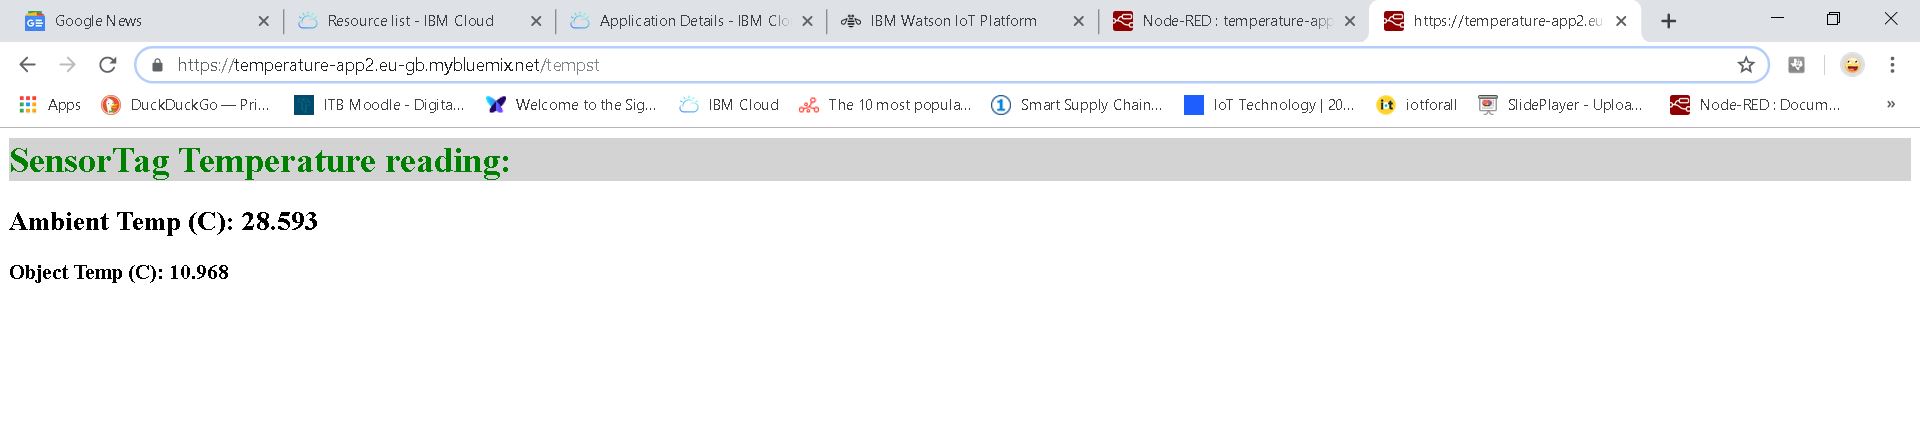 Google News
Resource list - IBM Cloud
Application Details - IBM Clo
IBM Watson IoT Platform
Node-RED : temperature-app
https://temperature-app2.eu
https://temperature-app2.eu-gb.mybluemix.net/tempst
Apps
DuckDuckGo — Pri...
ITB Moodle - Digita...
Welcome to the Sig...
IBM Cloud
The 10 most popula...
Smart Supply Chain...
IoT Technology | 20...
iotforall
SlidePlayer - Uploa...
Node-RED : Docum...
»
SensorTag Temperature reading:
Ambient Temp (C): 28.593
Object Temp (C): 10.968